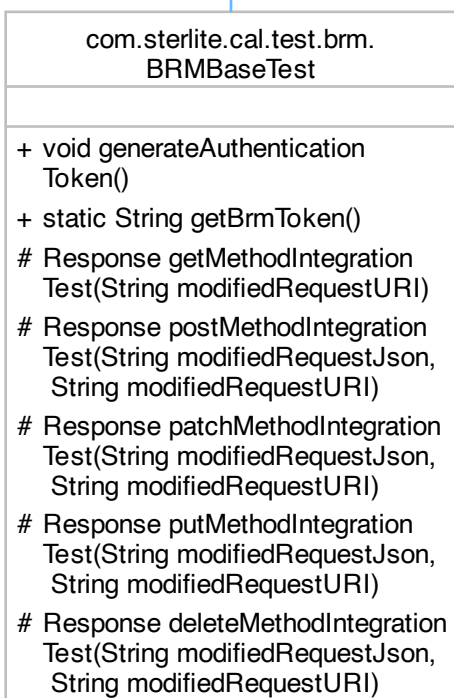 com.sterlite.cal.test.brm.
BRMBaseTest
+ void generateAuthentication
Token()
+ static String getBrmToken()
# Response getMethodIntegration
Test(String modifiedRequestURI)
# Response postMethodIntegration
Test(String modifiedRequestJson,
String modifiedRequestURI)
# Response patchMethodIntegration
Test(String modifiedRequestJson,
String modifiedRequestURI)
# Response putMethodIntegration
Test(String modifiedRequestJson,
String modifiedRequestURI)
# Response deleteMethodIntegration
Test(String modifiedRequestJson,
String modifiedRequestURI)